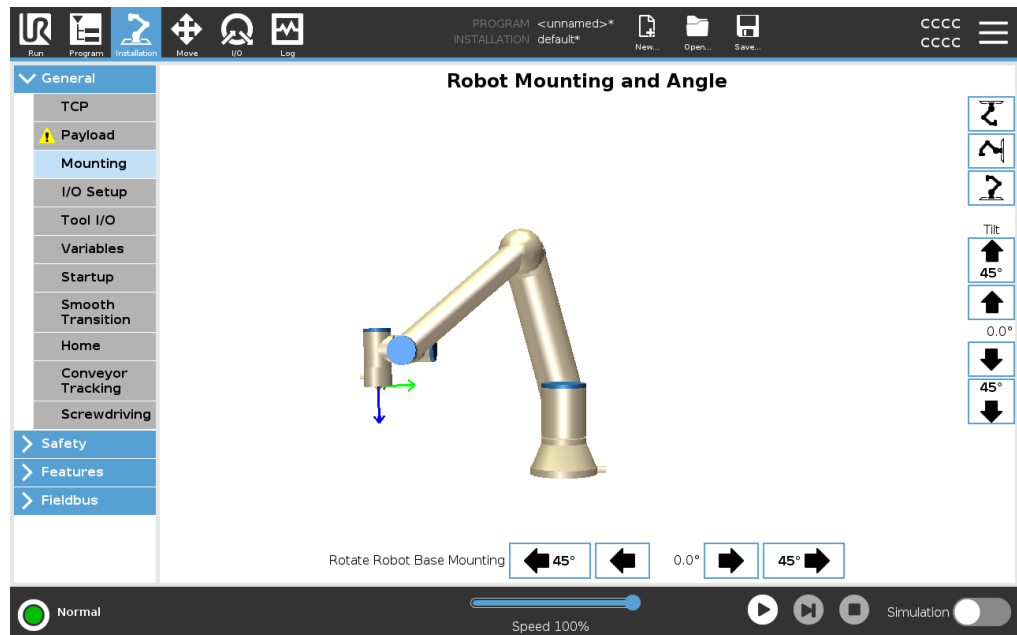 PROGRAM <unnamed>*
INSTALLATION default*
CCCC
CCCC
UR
Run
Program
Installation
Move
I/O
Log
New...
Open...
Save...
General
TCP
Payload
Mounting
I/O Setup
Tool I/O
Variables
Startup
Smooth
Transition
Home
Conveyor
Tracking
Screwdriving
Safety
Features
Fieldbus
Robot Mounting and Angle
Tilt
45°
0.0°
45°
Rotate Robot Base Mounting
45°
0.0°
45°
Normal
Speed 100%
Simulation